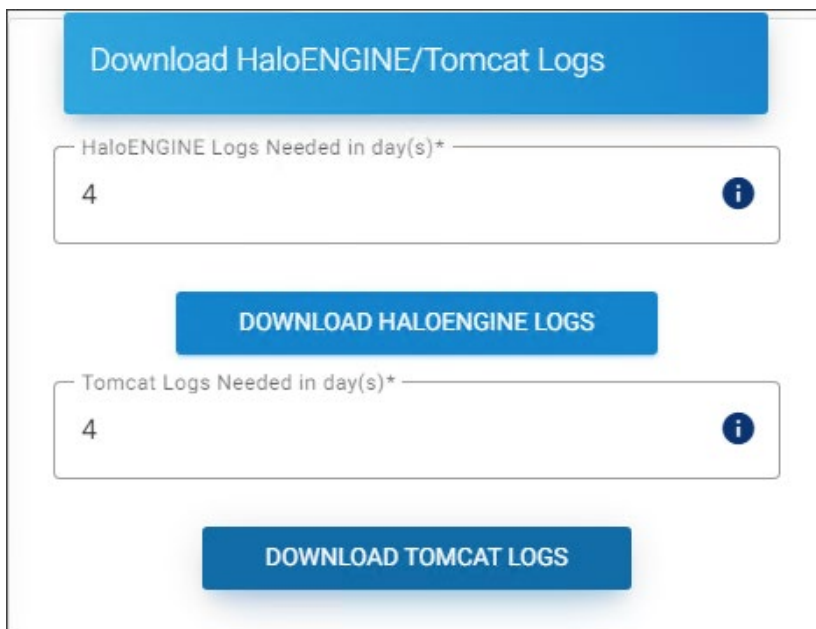 Download HaloENGINE/Tomcat Logs
HaloENGINE Logs Needed in day(s)*
4
DOWNLOAD HALOENGINE LOGS
Tomcat Logs Needed in day(s)*
4
DOWNLOAD TOMCAT LOGS